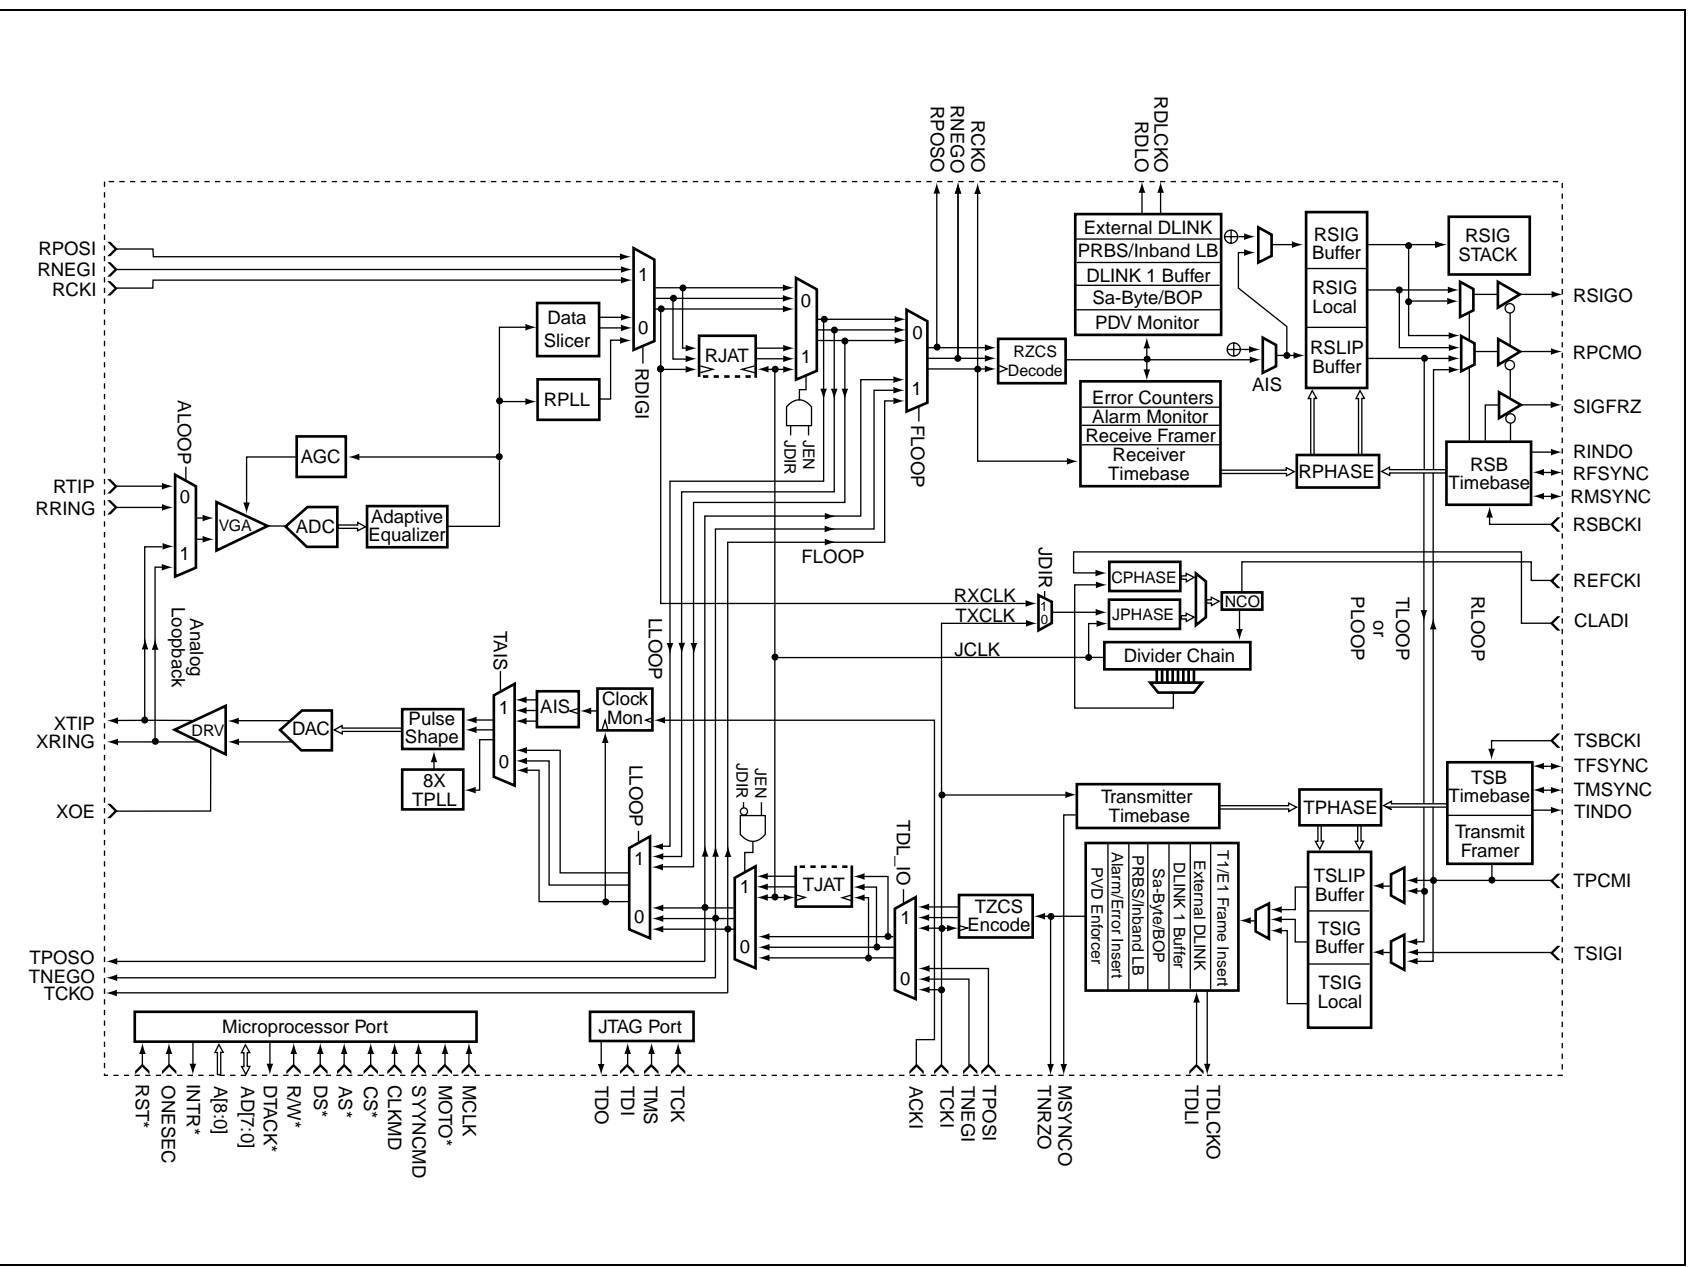 RPOSO
RNEGO
RCKO
RDLO
RDLCKO
RPOSI
RNEGI
RCKI
1
0
RDIGI
Data
Slicer
RPLL
RJAT
0
1
JDIR
JEN
0
1
FLOOP
RZCS
Decode
External DLINK
PRBS/Inband LB
DLINK 1 Buffer
Sa-Byte/BOP
PDV Monitor
Error Counters
Alarm Monitor
Receive Framer
Receiver
Timebase
AIS
RSIG
Buffer
RSIG
Local
RSLIP
Buffer
RSIG
STACK
RPHASE
RSB
Timebase
RSIGO
RPCMO
SIGFRZ
RINDO
RFSYNC
RMSYNC
RSBCKI
REFCKI
CLADI
ALOOP
AGC
RTIP
RRING
0
1
VGA
ADC
Adaptive
Equalizer
FLOOP
JDIR
RXCLK
TXCLK
JCLK
1
0
CPHASE
JPHASE
NCO
Divider Chain
PLOOP
or
TLOOP
RLOOP
Analog
Loopback
LLOOP
TAIS
XTIP
XRING
XOE
DRV
DAC
Pulse
Shape
8X
TPLL
1
0
AIS
Clock
Mon
LLOOP
1
0
JDIR
JEN
1
0
TJAT
TDL_IO
1
0
TZCS
Encode
Transmitter
Timebase
T1/E1 Frame Insert
External DLINK
DLINK 1 Buffer
Sa-Byte/BOP
PRBS/Inband LB
Alarm/Error Insert
PVD Enforcer
TPHASE
TSLIP
Buffer
TSIG
Buffer
TSIG
Local
TSB
Timebase
Transmit
Framer
TSBCKI
TFSYNC
TMSYNC
TINDO
TPCMI
TSIGI
TPOSO
TNEGO
TCKO
Microprocessor Port
RST*
ONESEC
INTR*
A[8:0]
AD[7:0]
DTACK*
R/W*
DS*
AS*
CS*
CLKMD
SYYNCMD
MOTO*
MCLK
JTAG Port
TDO
TDI
TMS
TCK
ACKI
TCKI
TNEGI
TPOSI
TNRZO
MSYNCO
TDLI
TDLCKO